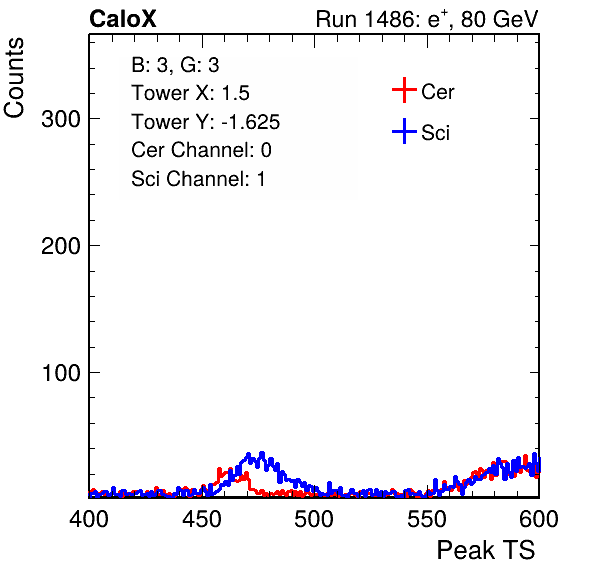 CaloX Run 1486: e⁺, 80 GeV
Counts
B: 3, G: 3
Tower X: 1.5
Tower Y: -1.625
Cer Channel: 0
Sci Channel: 1
Cer
Sci
300
200
100
400 450 500 550 600
Peak TS